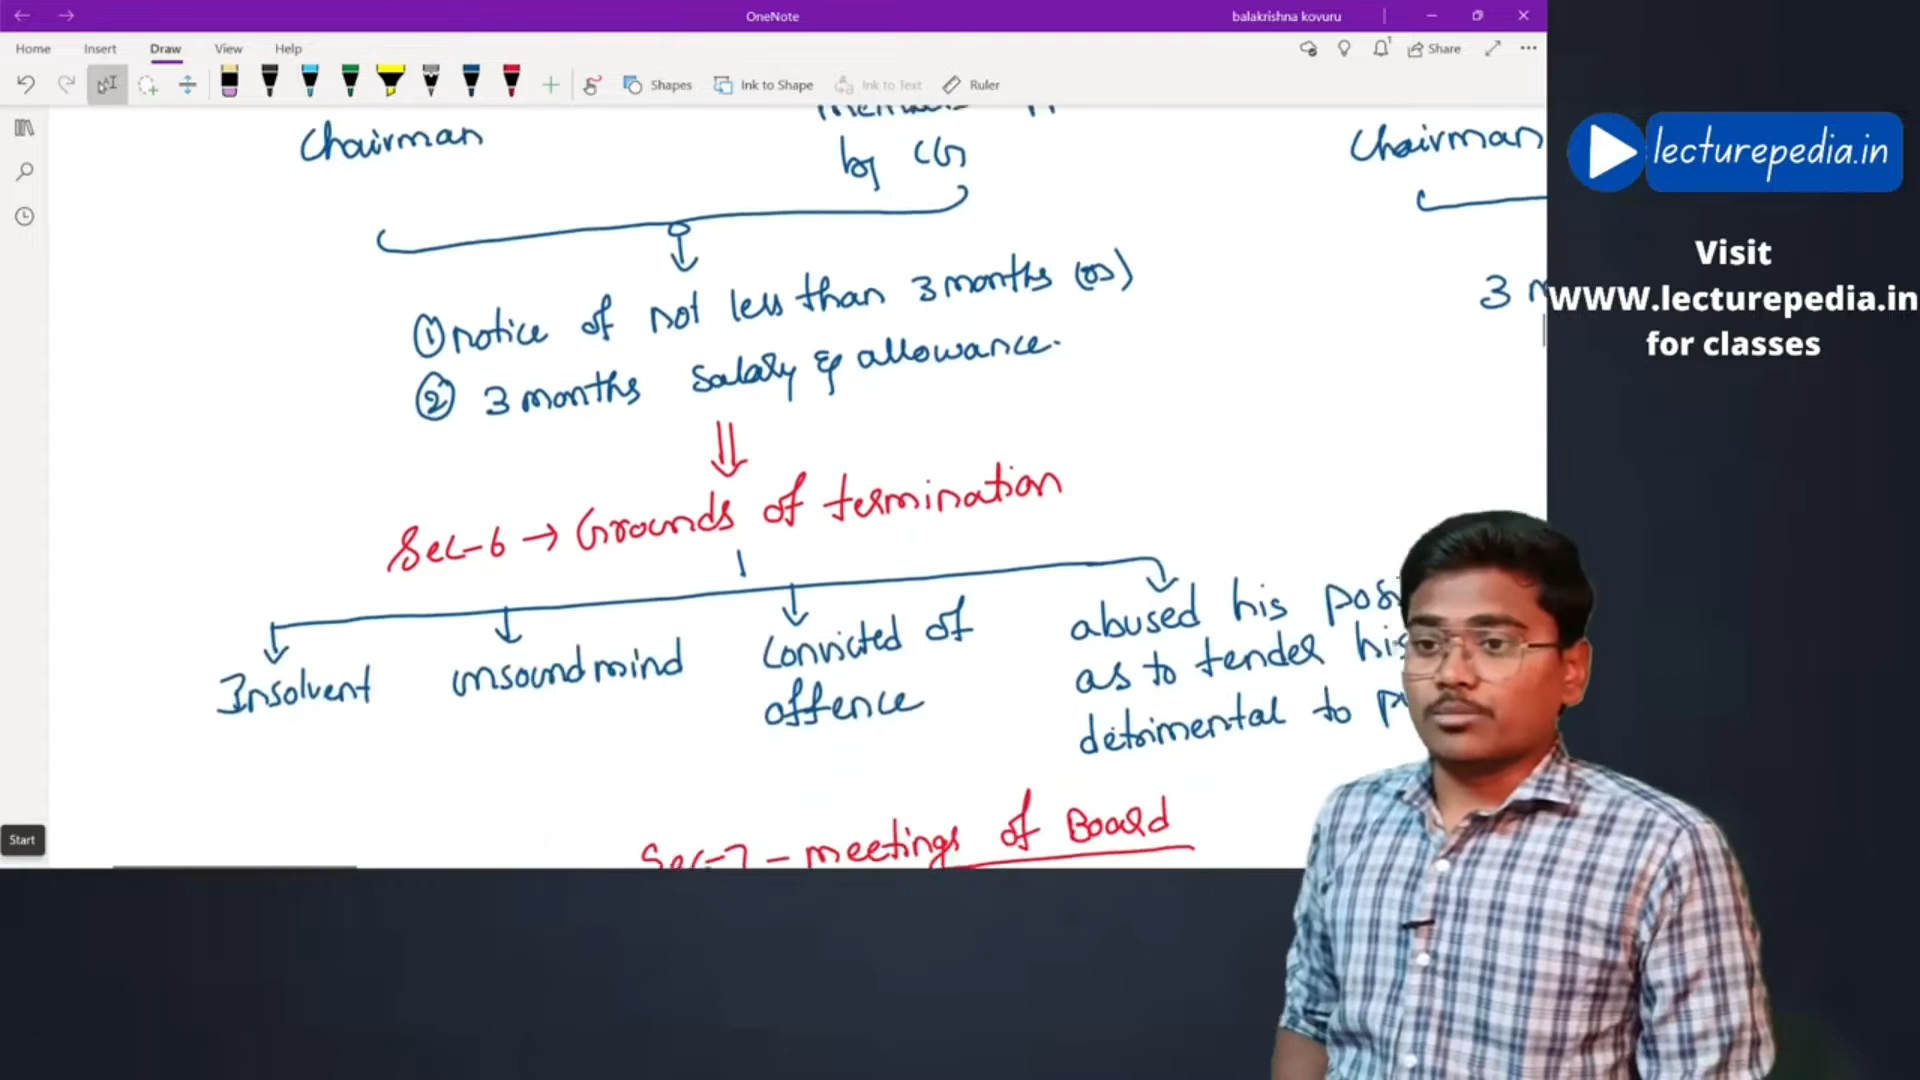 OneNote
balakrishna kovuru
Home Insert Draw View Help
1 Share
Shapes Ink to Shape Ink to Text Ruler
Chairman
by CG
Chairman
① notice of not less than 3 months (or)
② 3 months salary & allowance.
3
Sec-6 → Grounds of termination
Insolvent
unsound mind
Convicted of
offence
abused his
as to tender his
detrimental to
Sec-7 - meetings of Board
Start
lecturepedia.in
Visit
WWW.lecturepedia.in
for classes